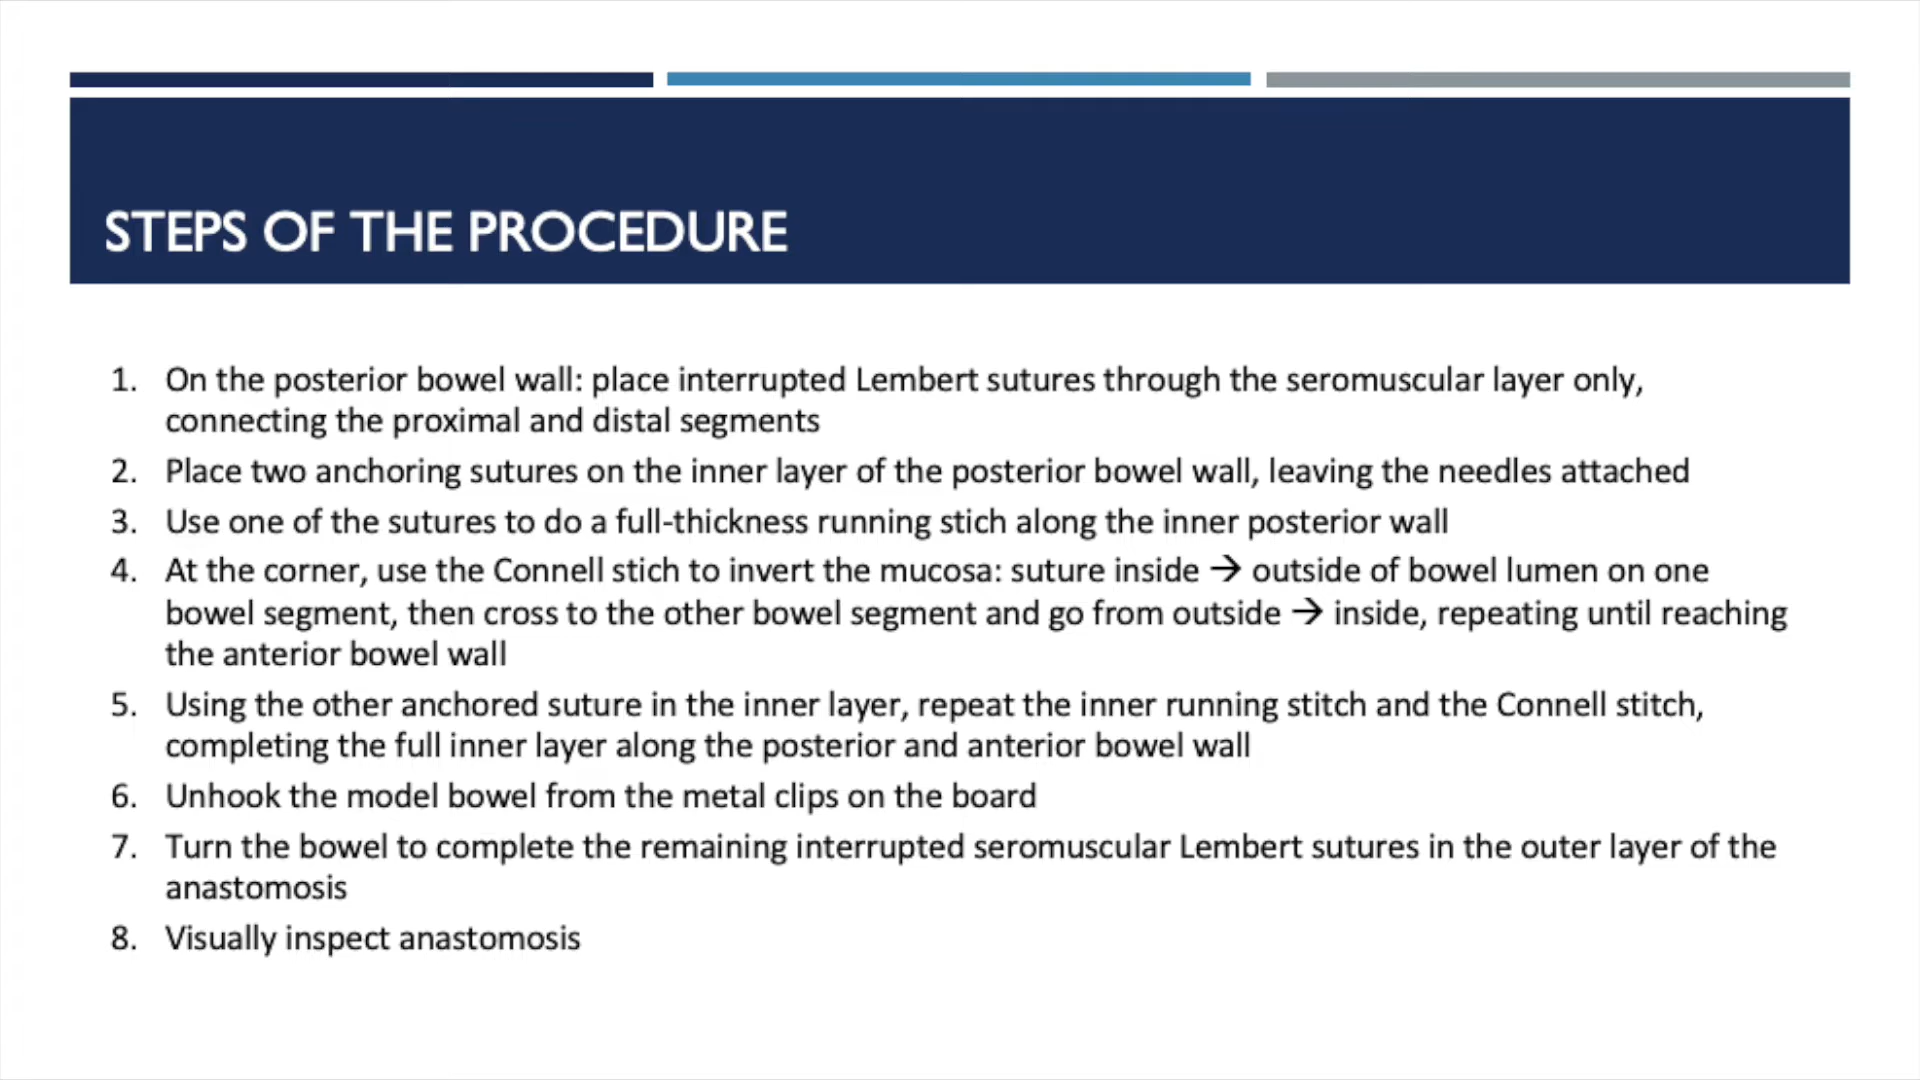 STEPS OF THE PROCEDURE
1. On the posterior bowel wall: place interrupted Lembert sutures through the seromuscular layer only,
connecting the proximal and distal segments
2. Place two anchoring sutures on the inner layer of the posterior bowel wall, leaving the needles attached
3. Use one of the sutures to do a full-thickness running stich along the inner posterior wall
4. At the corner, use the Connell stich to invert the mucosa: suture inside → outside of bowel lumen on one
bowel segment, then cross to the other bowel segment and go from outside → inside, repeating until reaching
the anterior bowel wall
5. Using the other anchored suture in the inner layer, repeat the inner running stitch and the Connell stitch,
completing the full inner layer along the posterior and anterior bowel wall
6. Unhook the model bowel from the metal clips on the board
7. Turn the bowel to complete the remaining interrupted seromuscular Lembert sutures in the outer layer of the
anastomosis
8. Visually inspect anastomosis